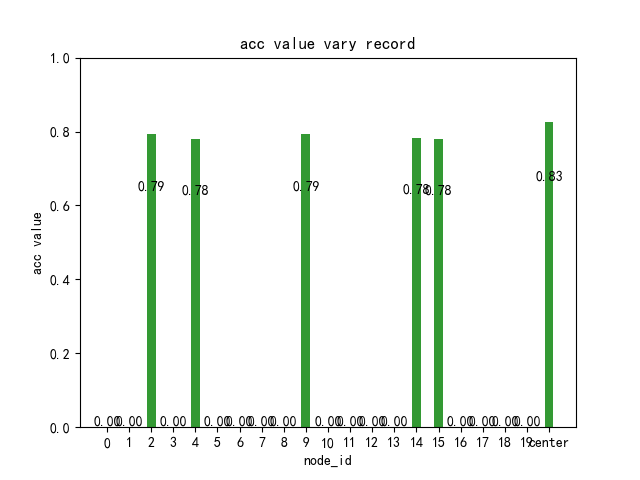 acc value vary record
1.0
0.8
0.6
0.4
0.2
0.0
acc value
0.00 0.00 0.79 0.00 0.78 0.00 0.00 0.00 0.00 0.79 0.00 0.00 0.00 0.00 0.78 0.78 0.00 0.00 0.00 0.00 0.83
0 1 2 3 4 5 6 7 8 9 10 11 12 13 14 15 16 17 18 19 center
node_id